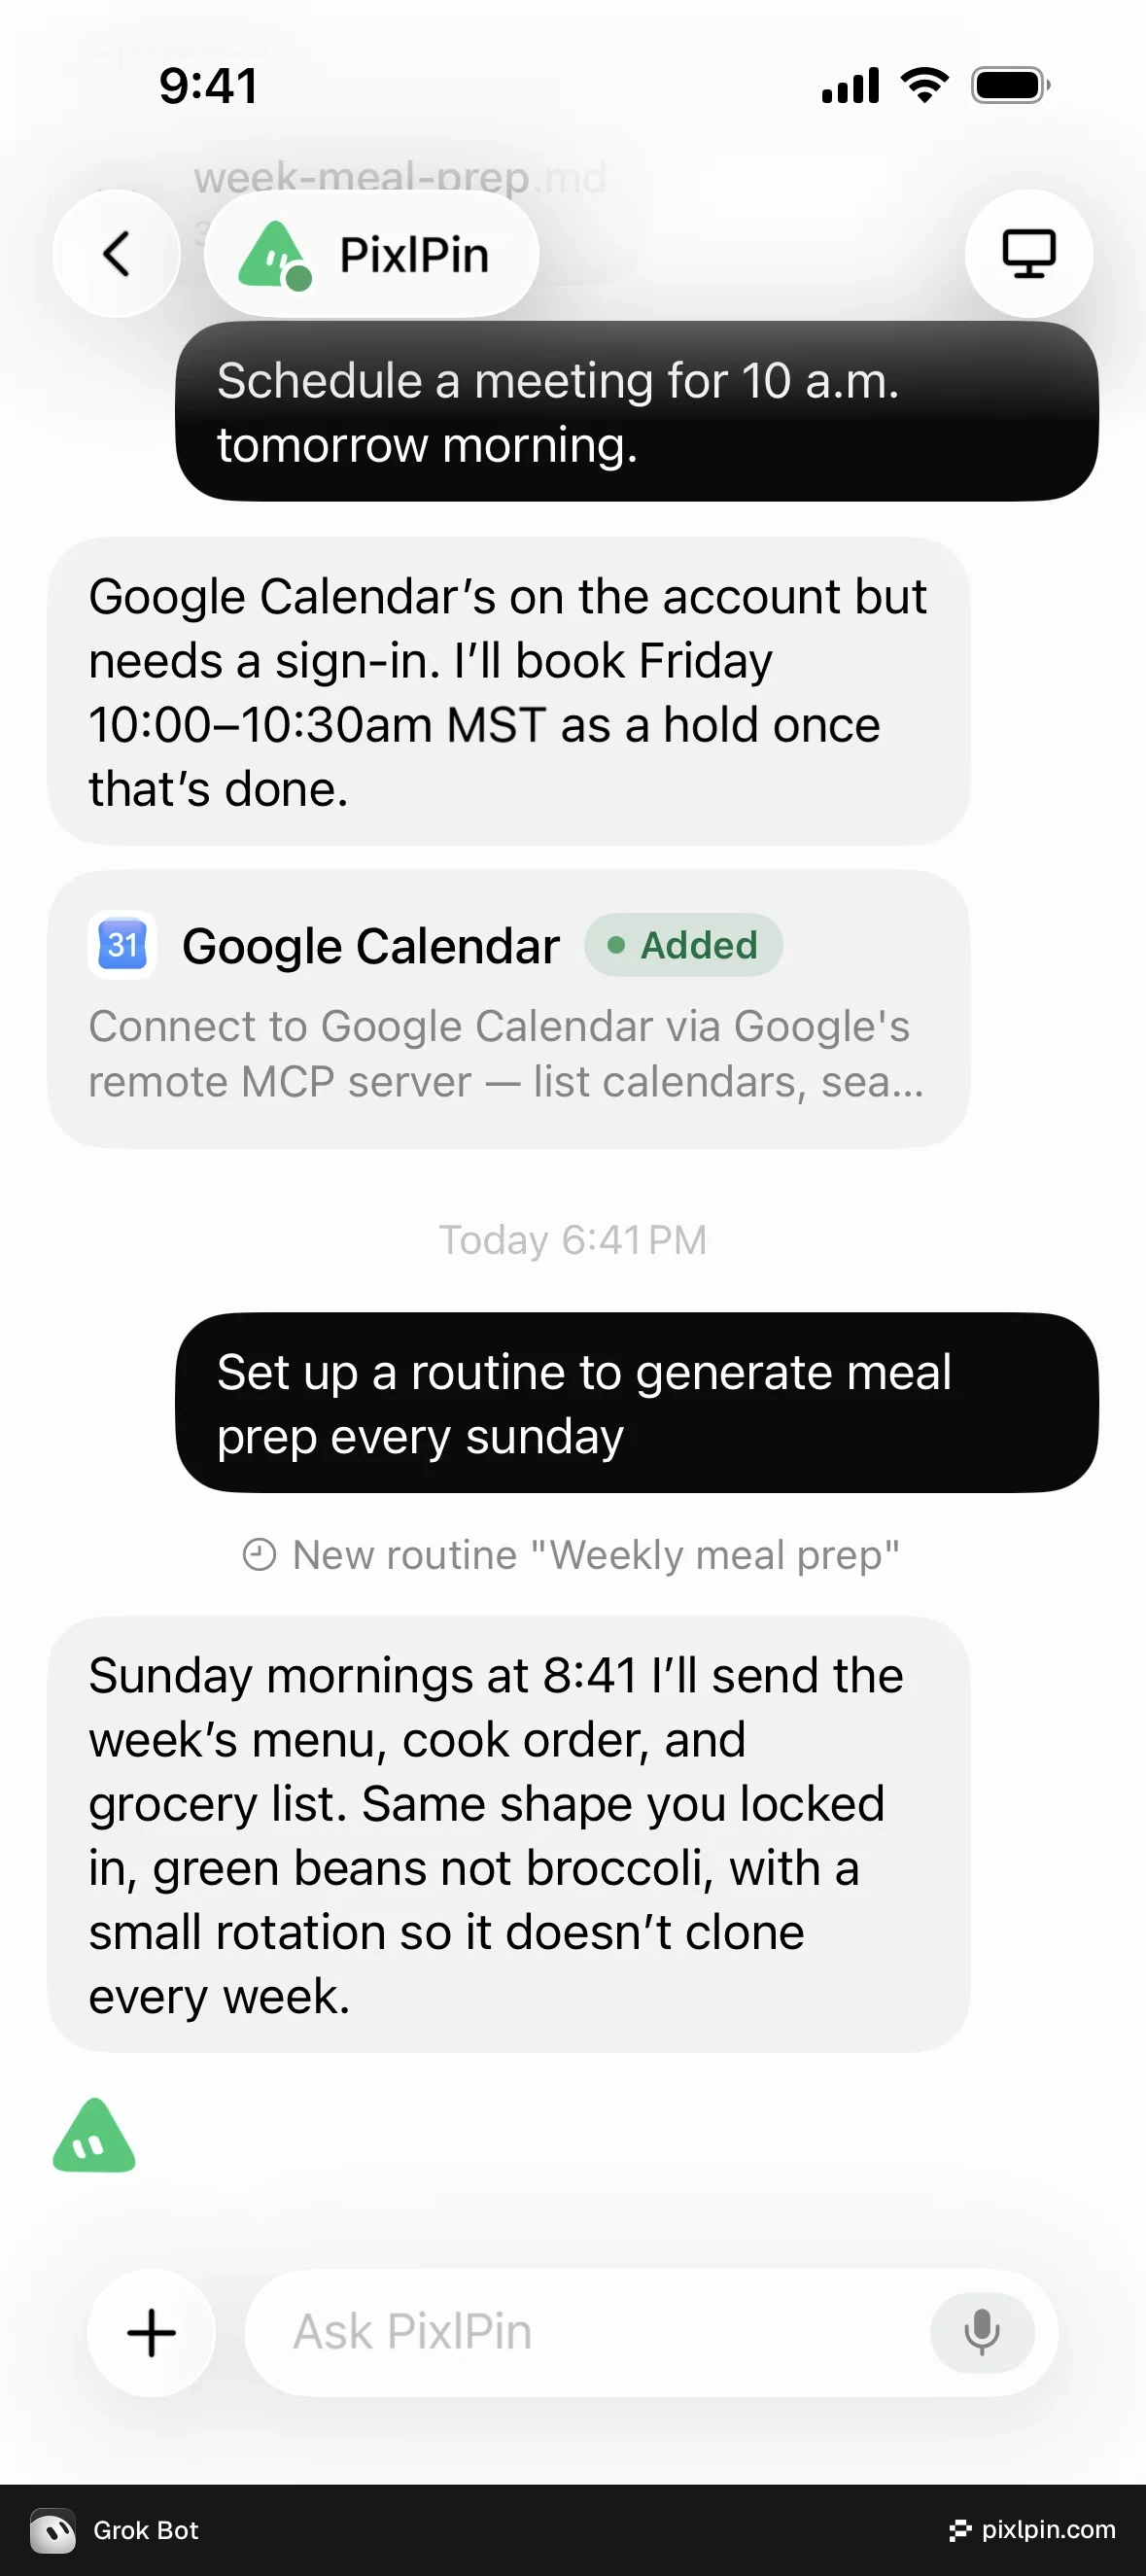 9:41
week-meal-prep.md
PixlPin
Schedule a meeting for 10 a.m.
tomorrow morning.
Google Calendar’s on the account but
needs a sign-in. I’ll book Friday
10:00–10:30am MST as a hold once
that’s done.
31
Google Calendar
Added
Connect to Google Calendar via Google's
remote MCP server — list calendars, sea...
Today 6:41 PM
Set up a routine to generate meal
prep every sunday
New routine "Weekly meal prep"
Sunday mornings at 8:41 I’ll send the
week’s menu, cook order, and
grocery list. Same shape you locked
in, green beans not broccoli, with a
small rotation so it doesn’t clone
every week.
Ask PixlPin
Grok Bot
pixlpin.com